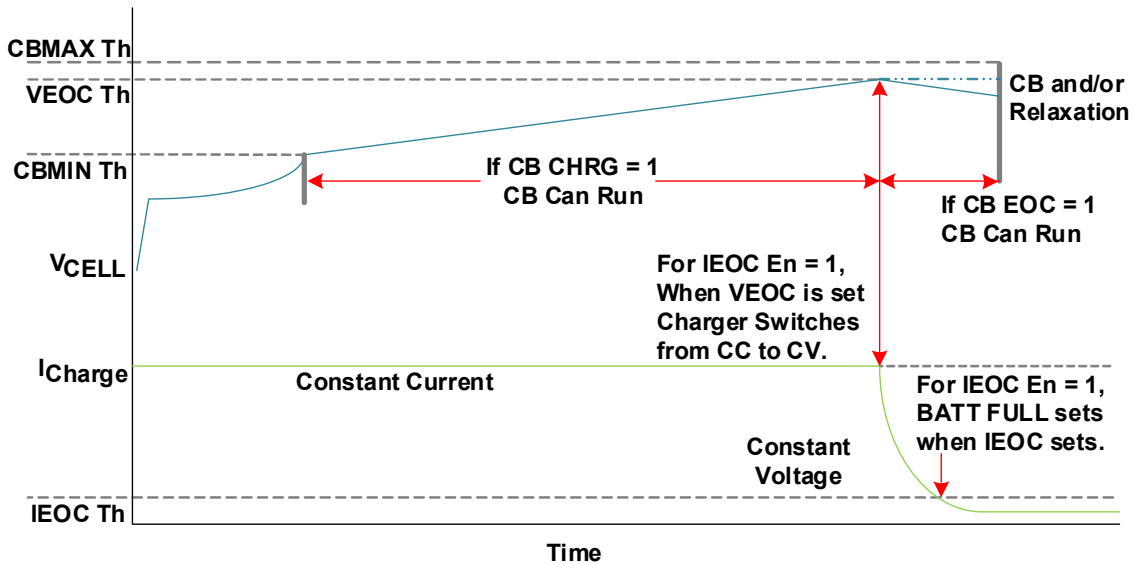 CBMAX Th
VEOC Th
CB and/or
Relaxation
CBMIN Th
If CB CHRG = 1
CB Can Run
If CB EOC = 1
CB Can Run
VCELL
For IEOC En = 1,
When VEOC is set
Charger Switches
from CC to CV.
ICharge
Constant Current
For IEOC En = 1,
BATT FULL sets
when IEOC sets.
Constant
Voltage
IEOC Th
Time